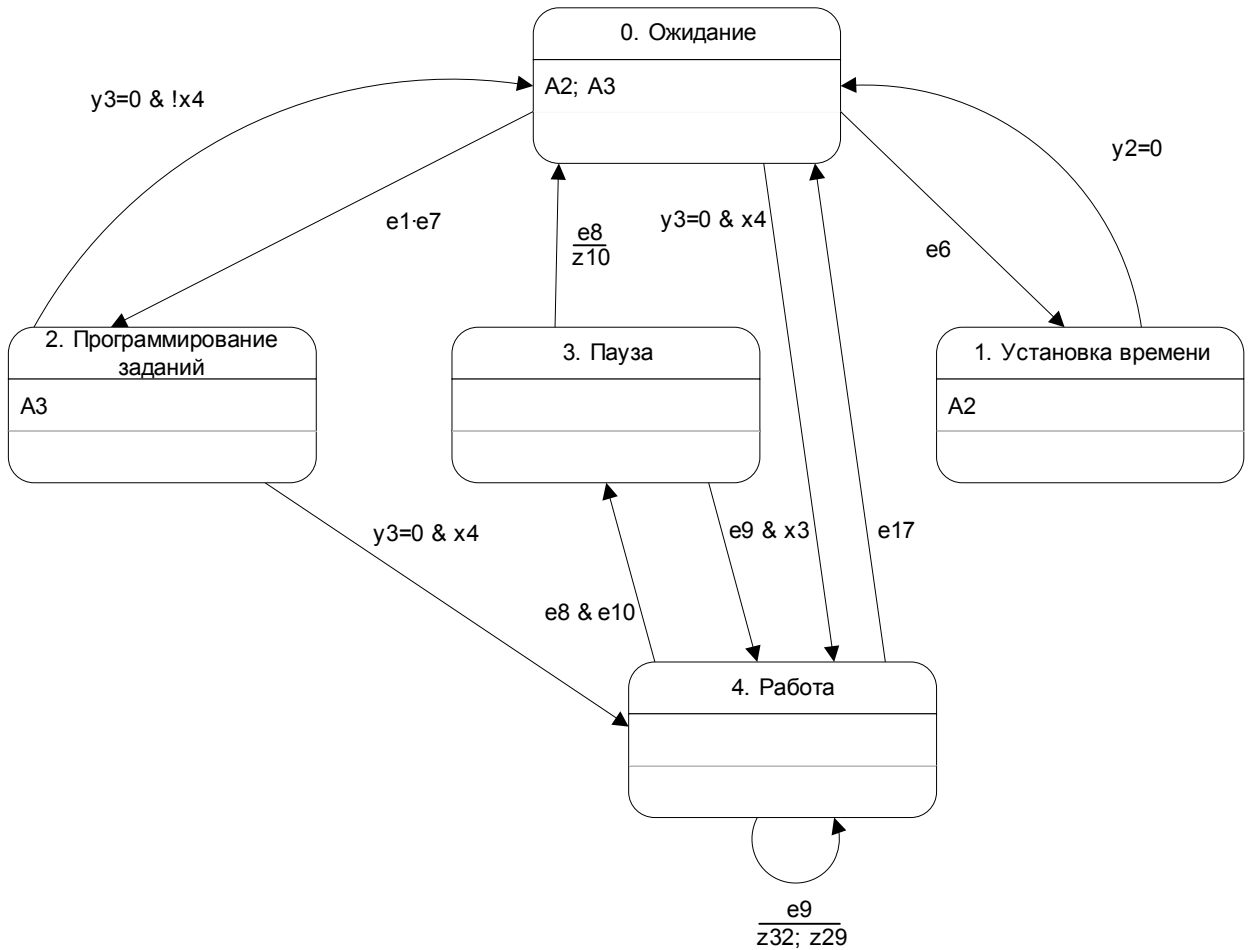 0. Ожидание
A2; A3
y3=0 & !x4
y2=0
e1·e7
e8
z10
y3=0 & x4
e6
2. Программирование
заданий
A3
3. Пауза
1. Установка времени
A2
y3=0 & x4
e9 & x3
e17
e8 & e10
4. Работа
e9
z32; z29